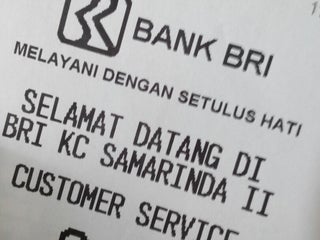 BANK BRI
MELAYANI DENGAN SETULUS HATI
SELAMAT DATANG DI
BRI KC SAMARINDA II
CUSTOMER SERVICE